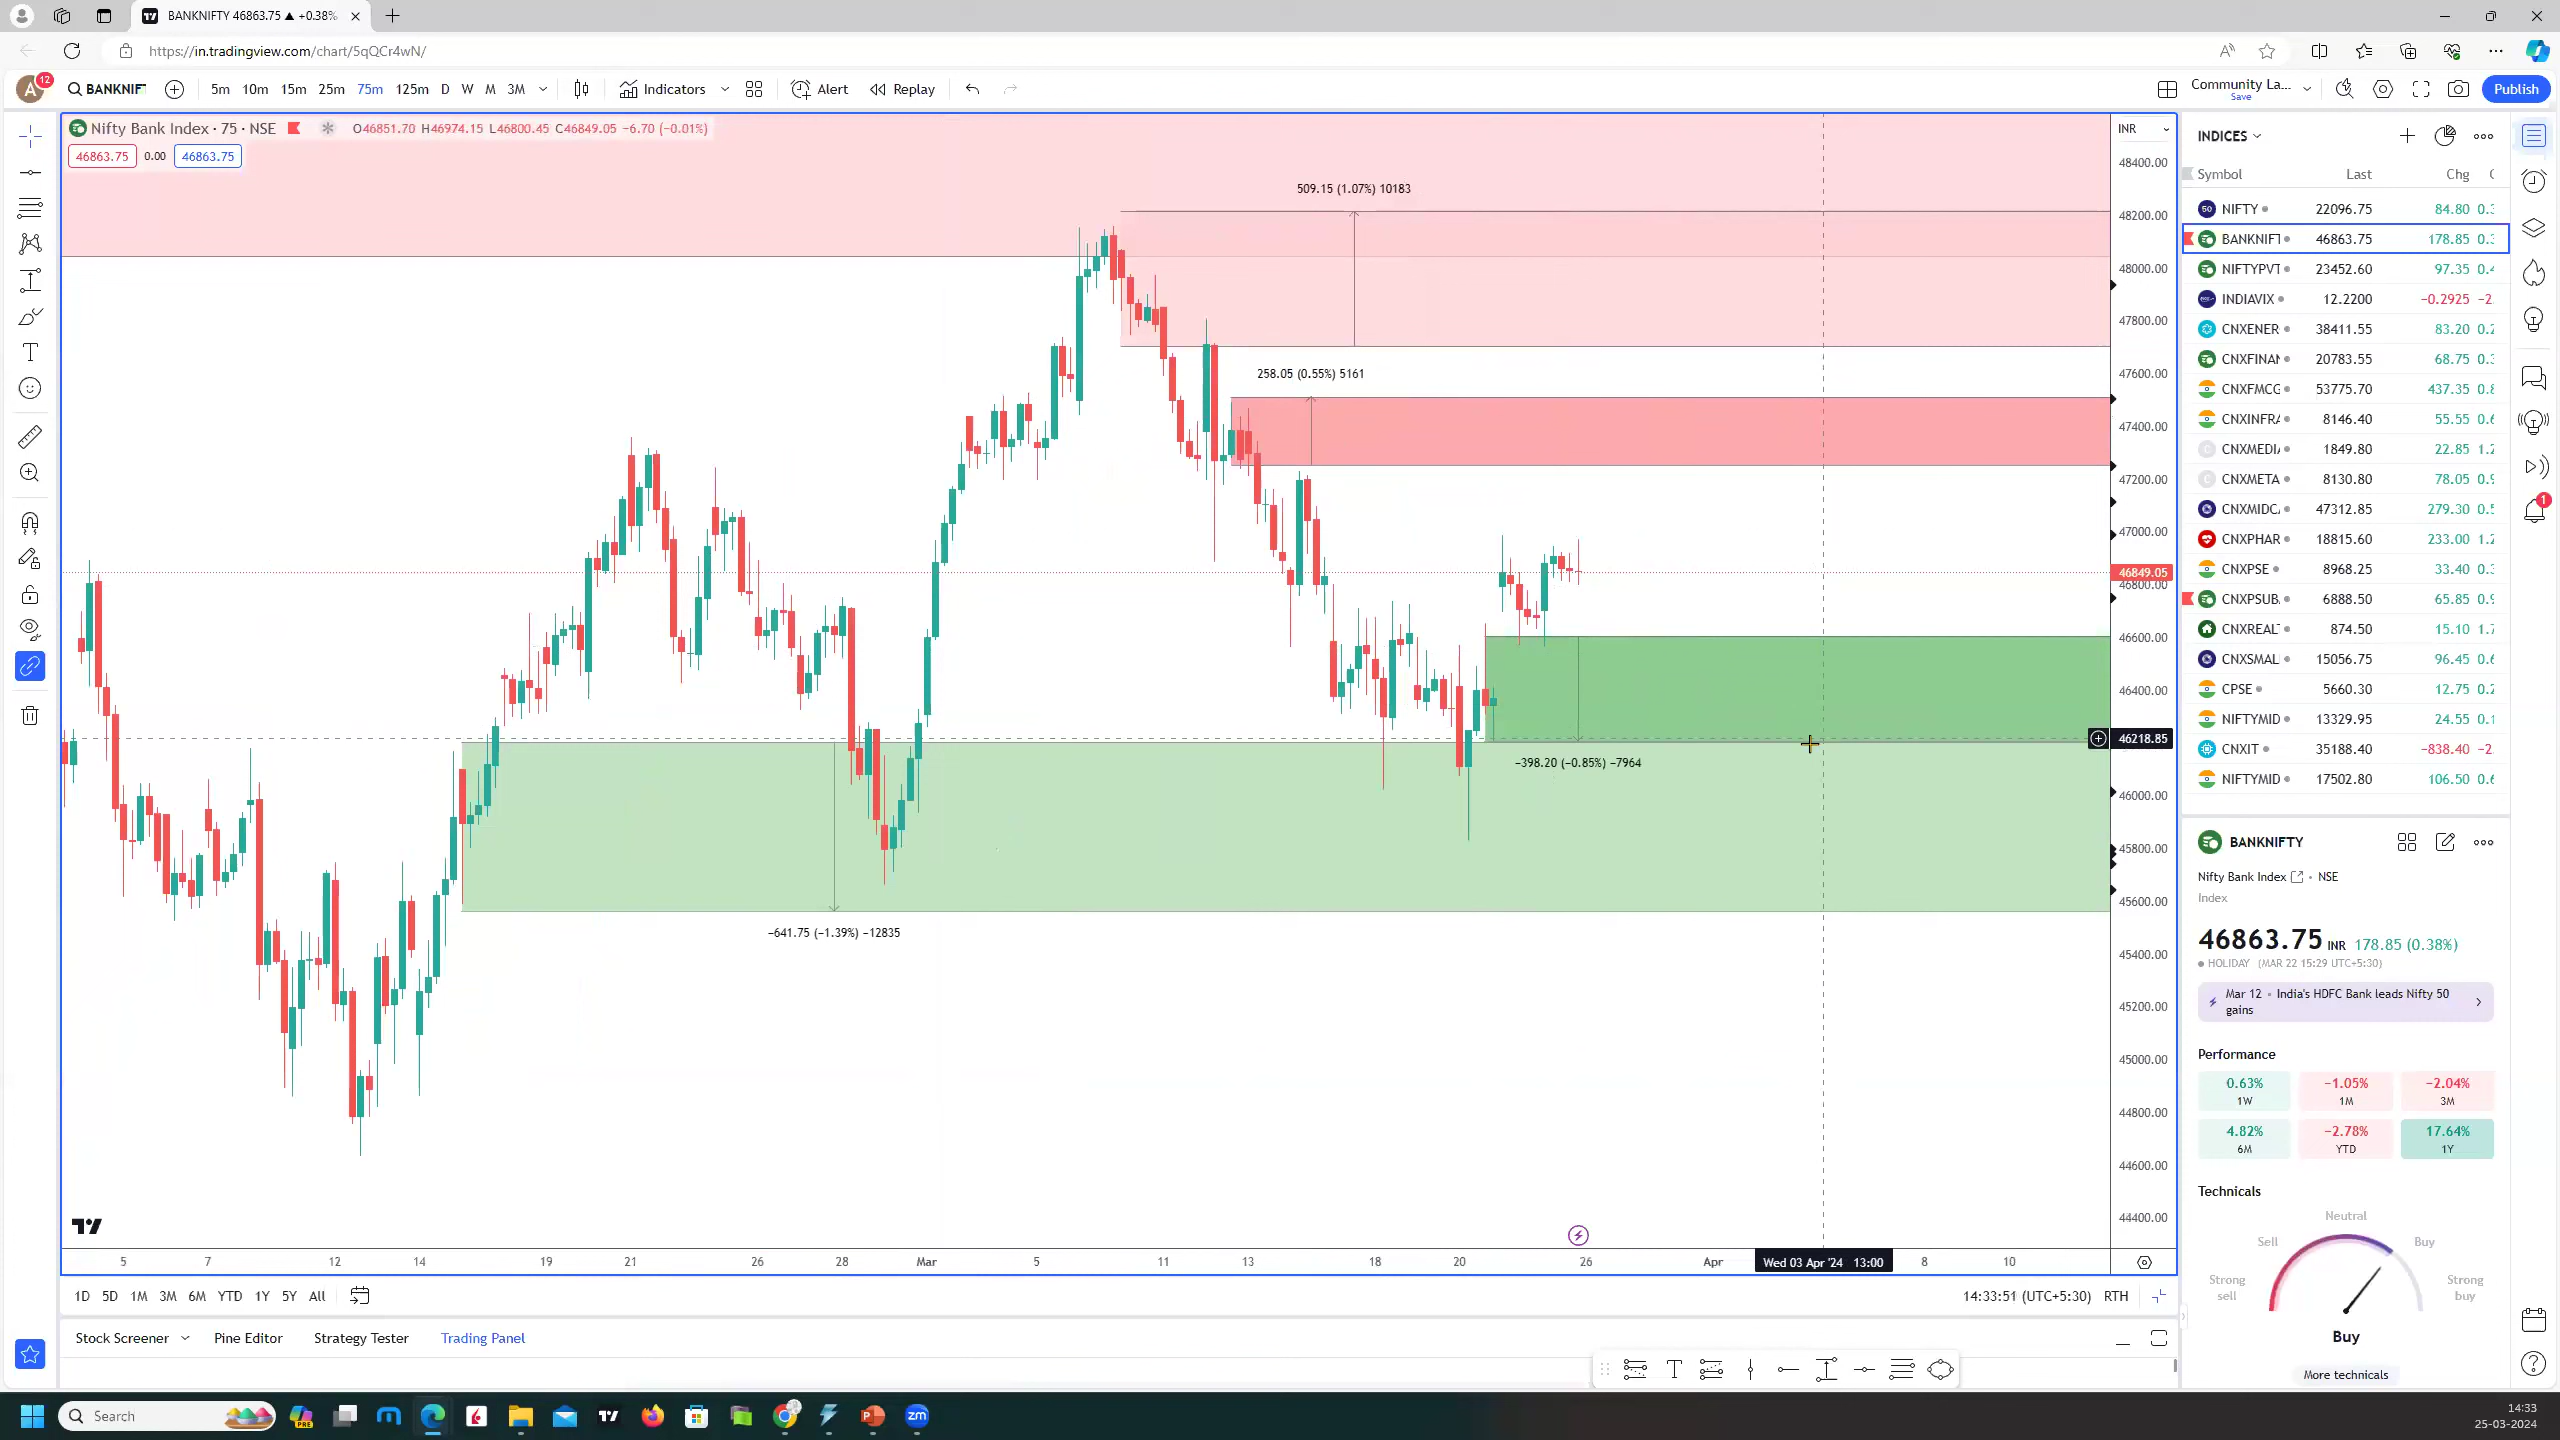 BANKNIFTY 46863.75 ▲ +0.38%
https://in.tradingview.com/chart/5qQCr4wN/
A 12
BANKNIF
5m 10m 15m 25m 75m 125m D W M 3M
Indicators
Alert
Replay
Community La...
Save
Publish
Nifty Bank Index · 75 · NSE
O46851.70 H46974.15 L46800.45 C46849.05 −6.70 (−0.01%)
46863.75 0.00 46863.75
INR
48400.00
48200.00
48000.00
47800.00
47600.00
47400.00
47200.00
47000.00
46849.05
46800.00
46600.00
46400.00
46218.85
46000.00
45800.00
45600.00
45400.00
45200.00
45000.00
44800.00
44600.00
44400.00
509.15 (1.07%) 10183
258.05 (0.55%) 5161
−398.20 (−0.85%) −7964
−641.75 (−1.39%) −12835
5 7 12 14 19 21 26 28 Mar 5 11 13 18 20 26 Apr Wed 03 Apr '24 13:00 8 10
1D 5D 1M 3M 6M YTD 1Y 5Y All
14:33:51 (UTC+5:30) RTH
Stock Screener Pine Editor Strategy Tester Trading Panel
INDICES
Symbol Last Chg
50 NIFTY 22096.75 84.80
BANKNIFT 46863.75 178.85
NIFTYPVT 23452.60 97.35
INDIAVIX 12.2200 −0.2925
CNXENER 38411.55 83.20
CNXFINAN 20783.55 68.75
CNXFMCG 53775.70 437.35
CNXINFRA 8146.40 55.55
CNXMEDIA 1849.80 22.85
CNXMETA 8130.80 78.05
CNXMIDCA 47312.85 279.30
CNXPHAR 18815.60 233.00
CNXPSE 8968.25 33.40
CNXPSUB 6888.50 65.85
CNXREALT 874.50 15.10
CNXSMAL 15056.75 96.45
CPSE 5660.30 12.75
NIFTYMID 13329.95 24.55
CNXIT 35188.40 −838.40
NIFTYMID 17502.80 106.50
BANKNIFTY
Nifty Bank Index • NSE
Index
46863.75 INR 178.85 (0.38%)
HOLIDAY (MAR 22 15:29 UTC+5:30)
Mar 12 • India's HDFC Bank leads Nifty 50
gains
Performance
0.63% −1.05% −2.04%
1W 1M 3M
4.82% −2.78% 17.64%
6M YTD 1Y
Technicals
Neutral
Sell Buy
Strong sell
Strong buy
Buy
More technicals
1
Search
PRE
zm
14:33
25-03-2024